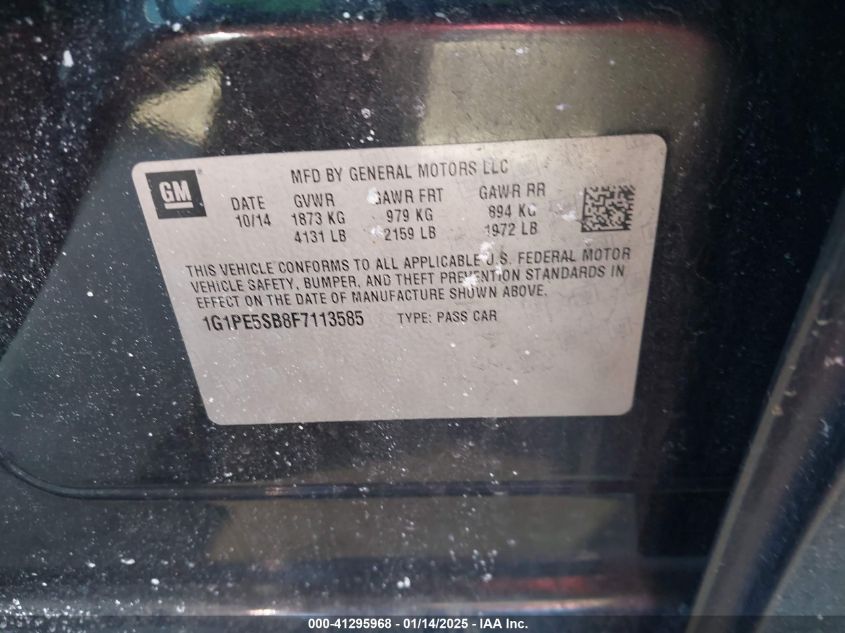 MFD BY GENERAL MOTORS LLC
GM
DATE GVWR GAWR FRT GAWR RR
10/14 1873 KG 979 KG 894 KG
4131 LB 2159 LB 1972 LB
THIS VEHICLE CONFORMS TO ALL APPLICABLE U.S. FEDERAL MOTOR
VEHICLE SAFETY, BUMPER, AND THEFT PREVENTION STANDARDS IN
EFFECT ON THE DATE OF MANUFACTURE SHOWN ABOVE.
1G1PE5SB8F7113585 TYPE: PASS CAR
000-41295968 - 01/14/2025 - IAA Inc.